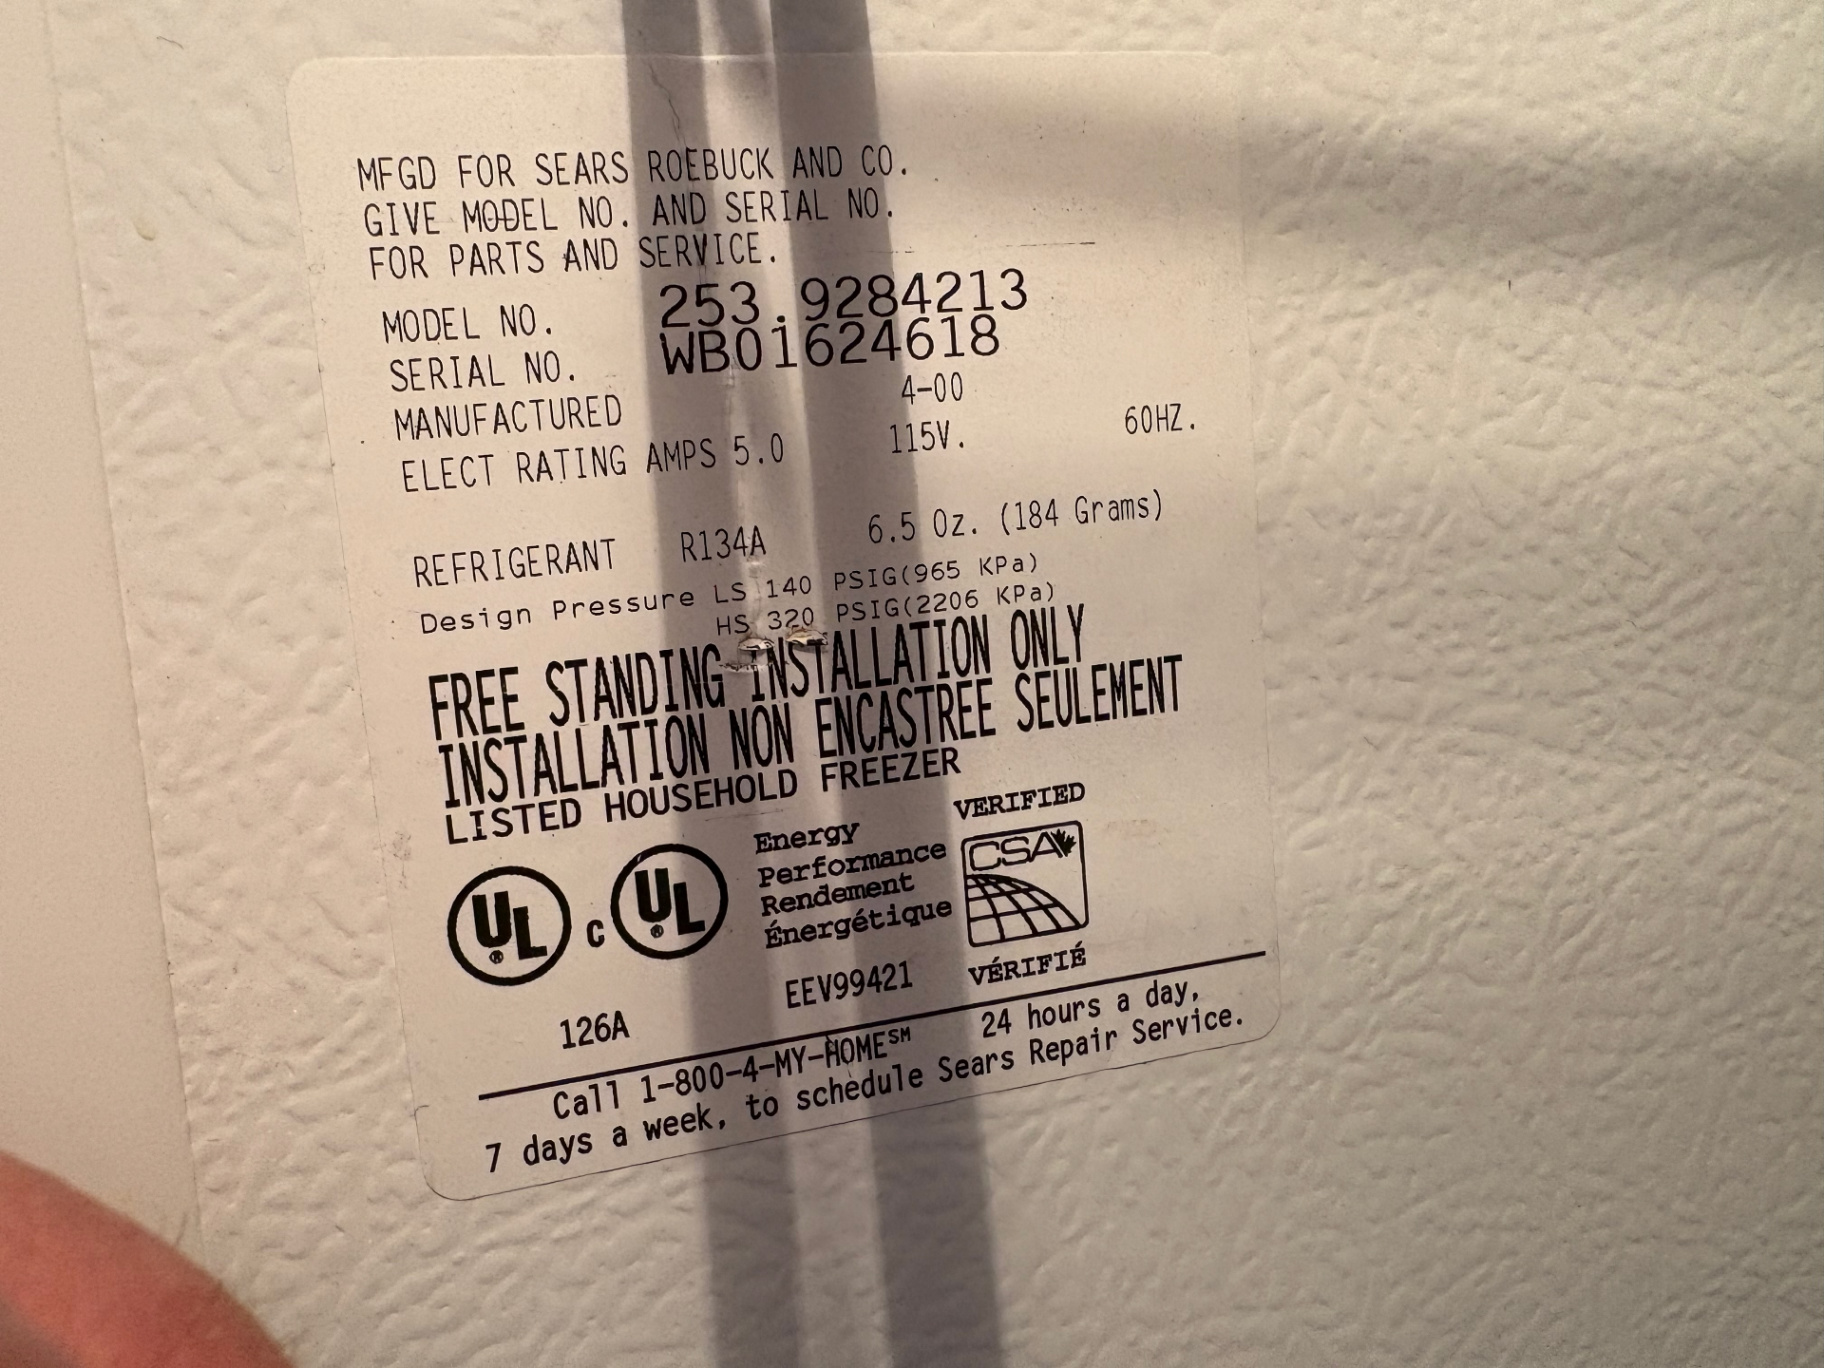 MFGD FOR SEARS ROEBUCK AND CO.
GIVE MODEL NO. AND SERIAL NO.
FOR PARTS AND SERVICE.
MODEL NO. 253.9284213
SERIAL NO. WB01624618
MANUFACTURED 4-00
ELECT RATING AMPS 5.0 115V. 60HZ.
REFRIGERANT R134A 6.5 Oz. (184 Grams)
Design Pressure LS 140 PSIG(965 KPa)
HS 320 PSIG(2206 KPa)
FREE STANDING INSTALLATION ONLY
INSTALLATION NON ENCASTREE SEULEMENT
LISTED HOUSEHOLD FREEZER
UL® C UL®
Energy
Performance
Rendement
Énergétique
VERIFIED
CSA
VÉRIFIÉ
126A
EEV99421
Call 1-800-4-MY-HOME℠ 24 hours a day,
7 days a week, to schedule Sears Repair Service.